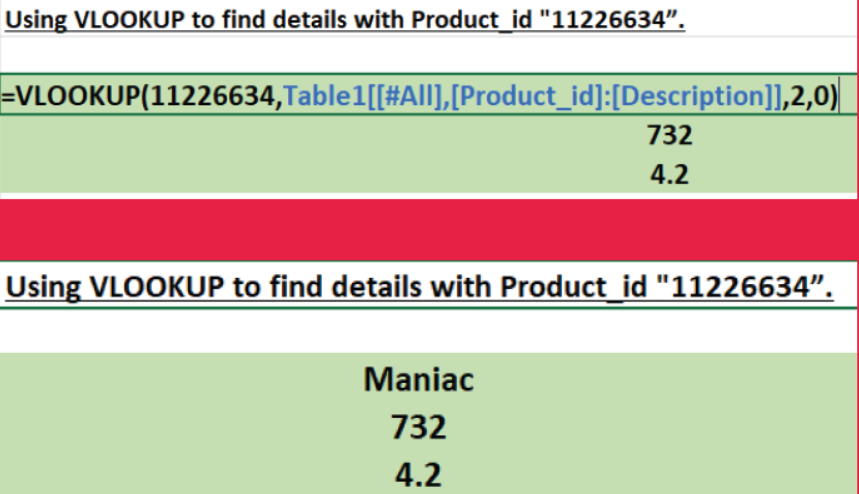 Using VLOOKUP to find details with Product_id "11226634”.
=VLOOKUP(11226634,Table1[[#All],[Product_id]:[Description]],2,0)
732
4.2
Using VLOOKUP to find details with Product_id "11226634”.
Maniac
732
4.2